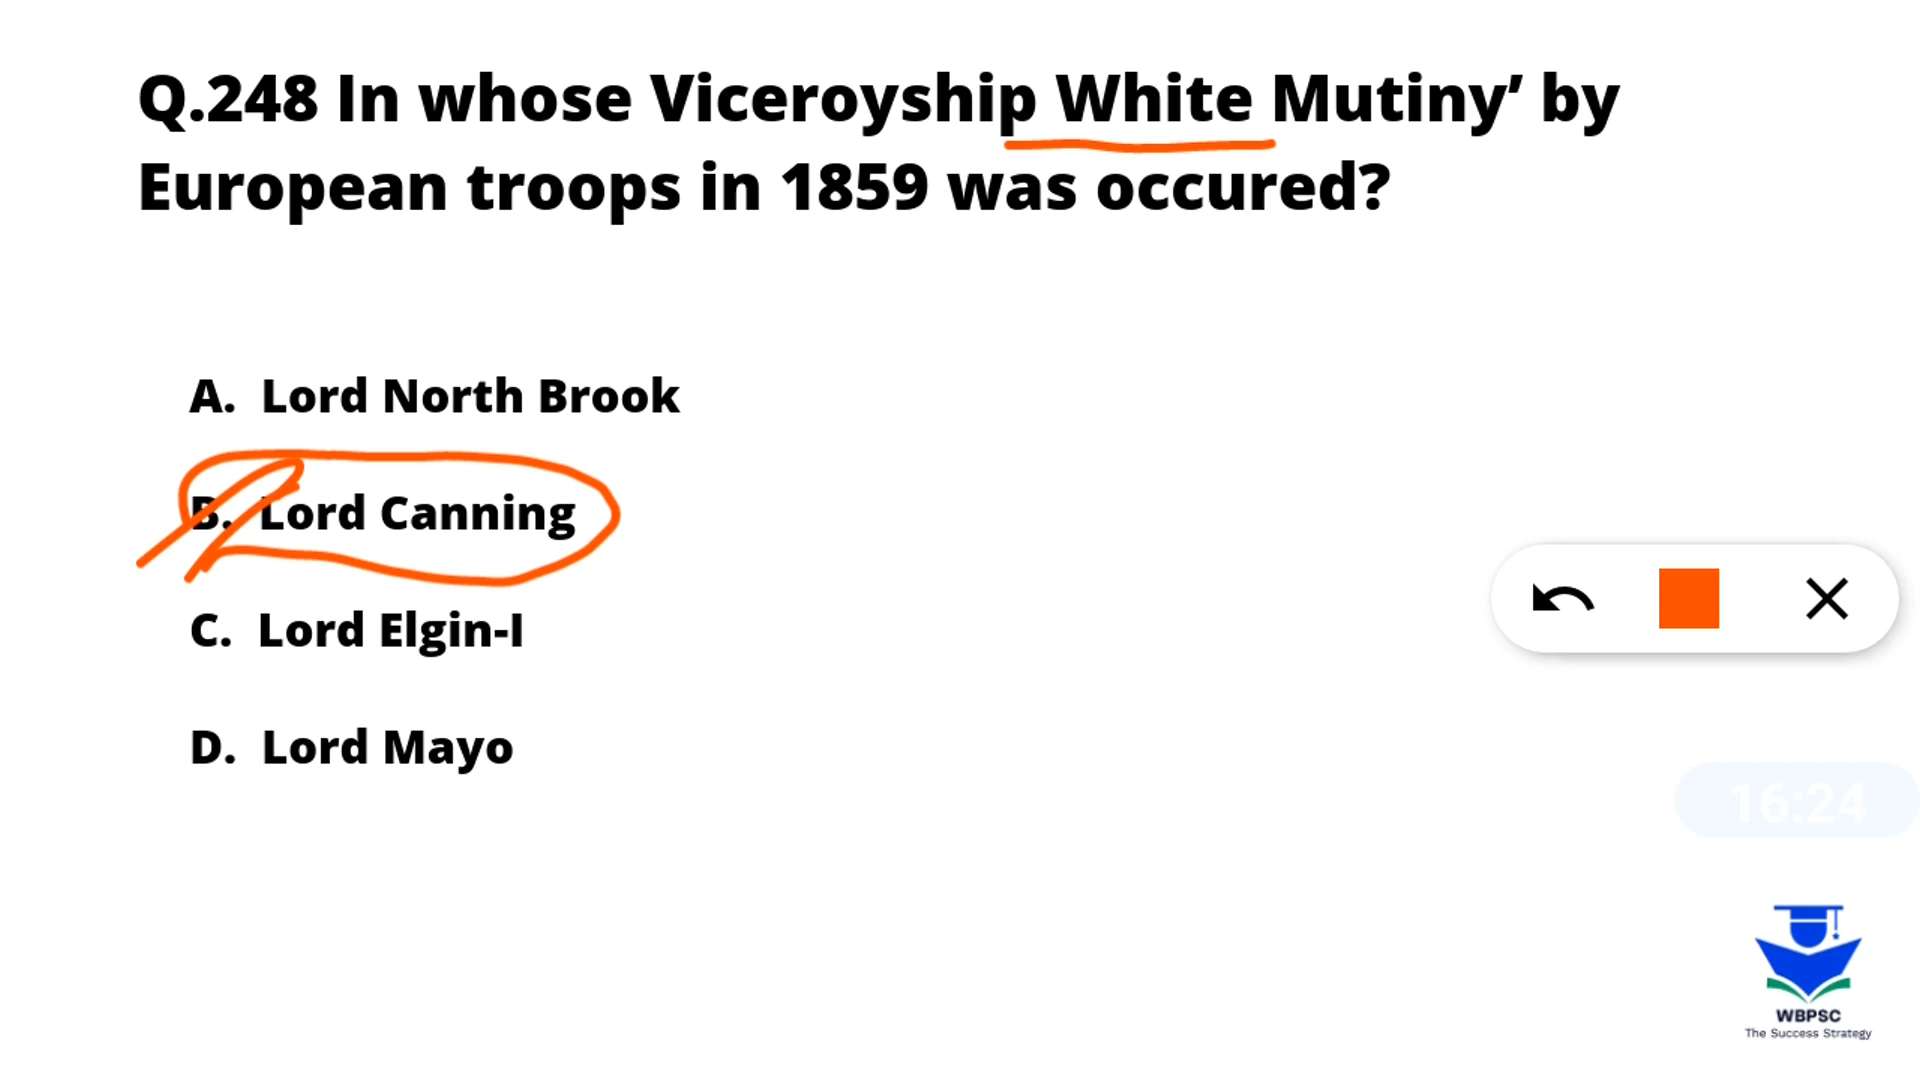 Q.248 In whose Viceroyship White Mutiny’ by
European troops in 1859 was occured?
A. Lord North Brook
B. Lord Canning
C. Lord Elgin-I
D. Lord Mayo
16:24
WBPSC
The Success Strategy